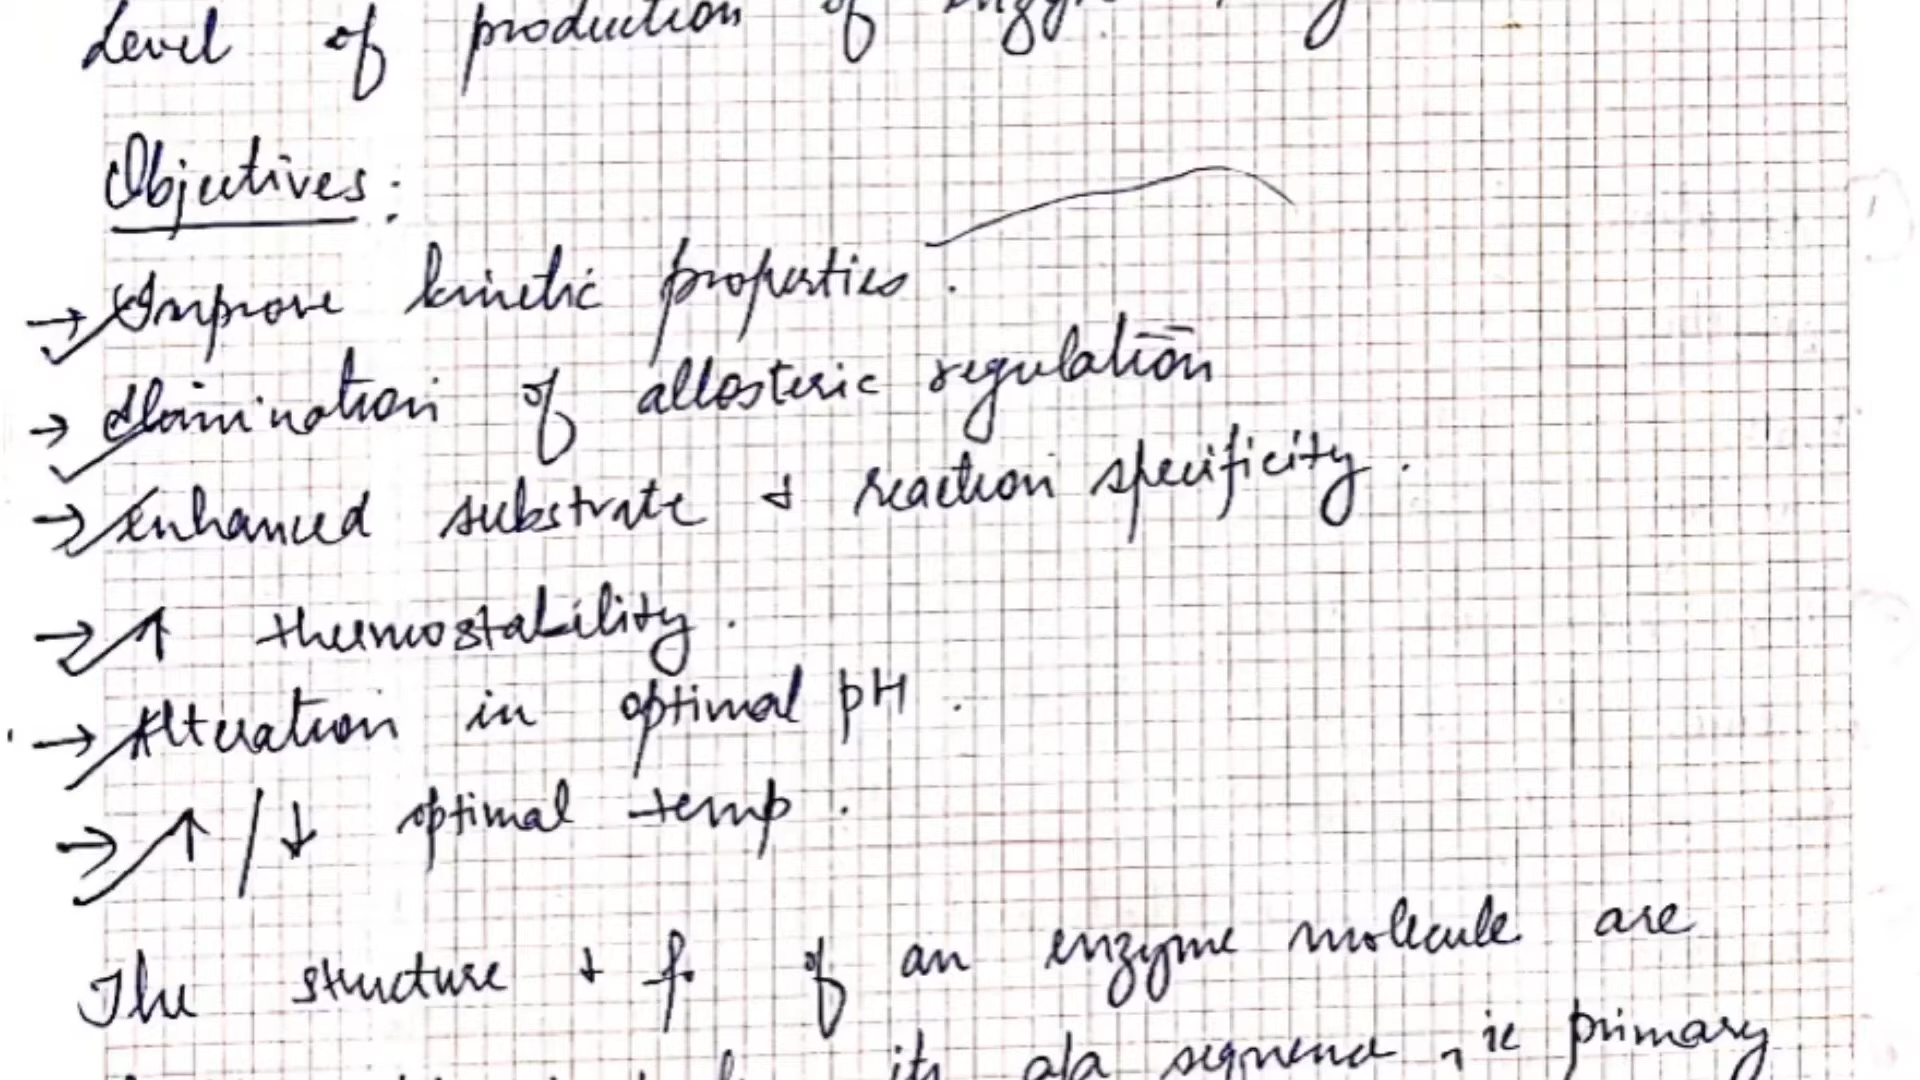 Level of production of
Objectives:
→ Improve kinetic properties.
→ Elimination of allosteric regulation
→ Enhanced substrate & reaction specificity.
→ ↑ thermostability.
→ Alteration in optimal pH.
→ ↑/↓ optimal temp.
The structure & f. of an enzyme molecule are
its a/a sequence, ie primary